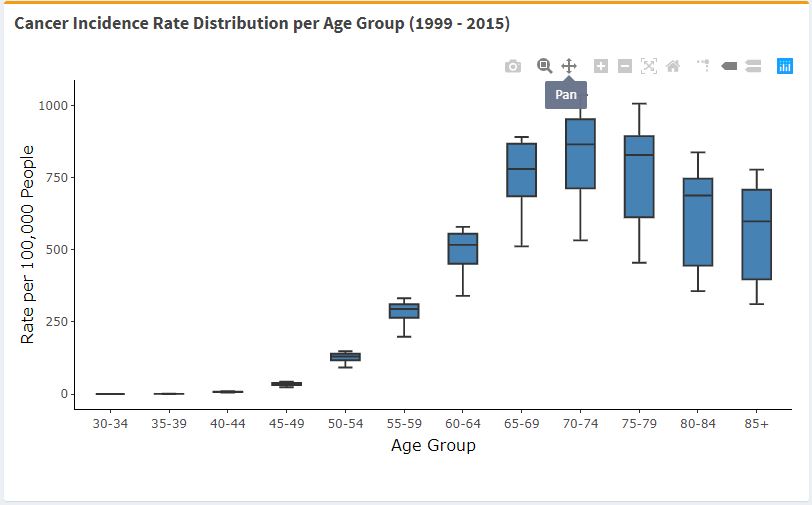 Cancer Incidence Rate Distribution per Age Group (1999 - 2015)
Pan
1000
750
500
250
0
Rate per 100,000 People
30-34 35-39 40-44 45-49 50-54 55-59 60-64 65-69 70-74 75-79 80-84 85+
Age Group